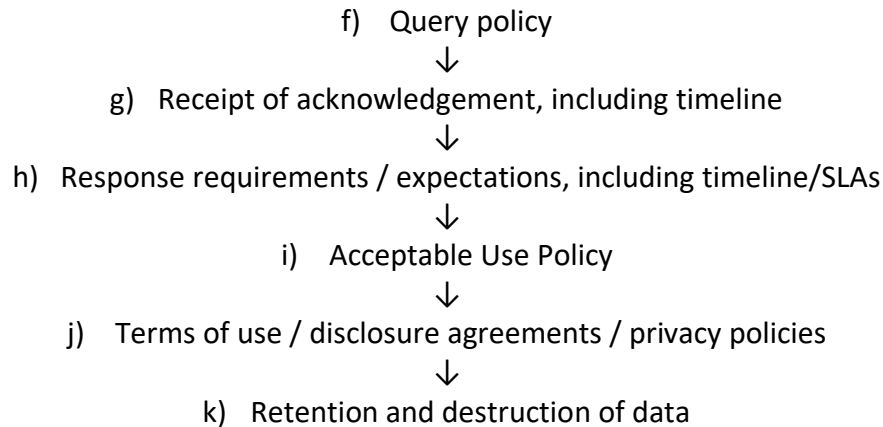 f) Query policy
↓
g) Receipt of acknowledgement, including timeline
↓
h) Response requirements / expectations, including timeline/SLAs
↓
i) Acceptable Use Policy
↓
j) Terms of use / disclosure agreements / privacy policies
↓
k) Retention and destruction of data